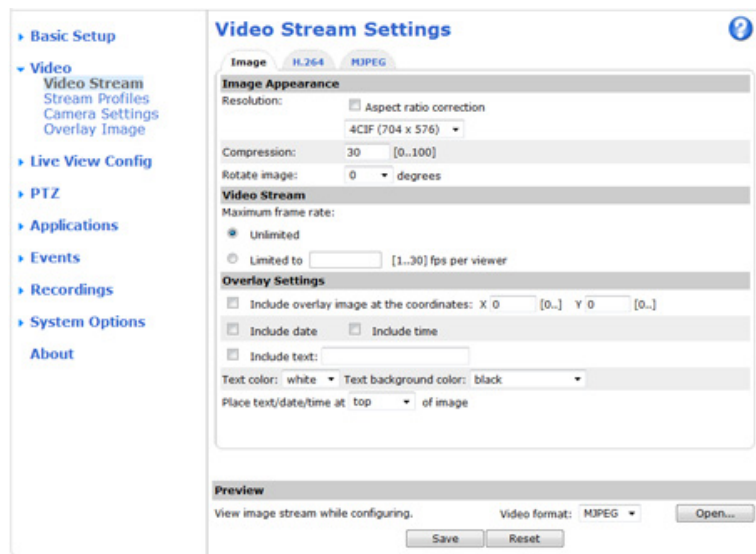 Basic Setup
Video
Video Stream
Stream Profiles
Camera Settings
Overlay Image
Live View Config
PTZ
Applications
Events
Recordings
System Options
About
Video Stream Settings
?
Image H.264 MJPEG
Image Appearance
Resolution: Aspect ratio correction
4CIF (704 x 576)
Compression: 30 [0..100]
Rotate image: 0 degrees
Video Stream
Maximum frame rate:
Unlimited
Limited to [1..30] fps per viewer
Overlay Settings
Include overlay image at the coordinates: X 0 [0..] Y 0 [0..]
Include date Include time
Include text:
Text color: white Text background color: black
Place text/date/time at top of image
Preview
View image stream while configuring. Video format: MJPEG Open...
Save Reset